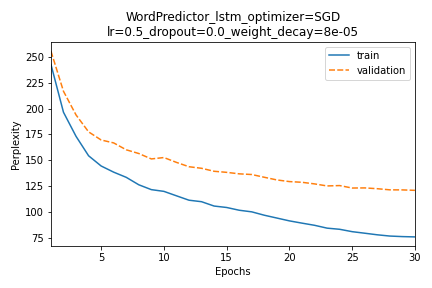 WordPredictor_lstm_optimizer=SGD
lr=0.5_dropout=0.0_weight_decay=8e-05
train
validation
Perplexity
250
225
200
175
150
125
100
75
5
10
15
20
25
30
Epochs